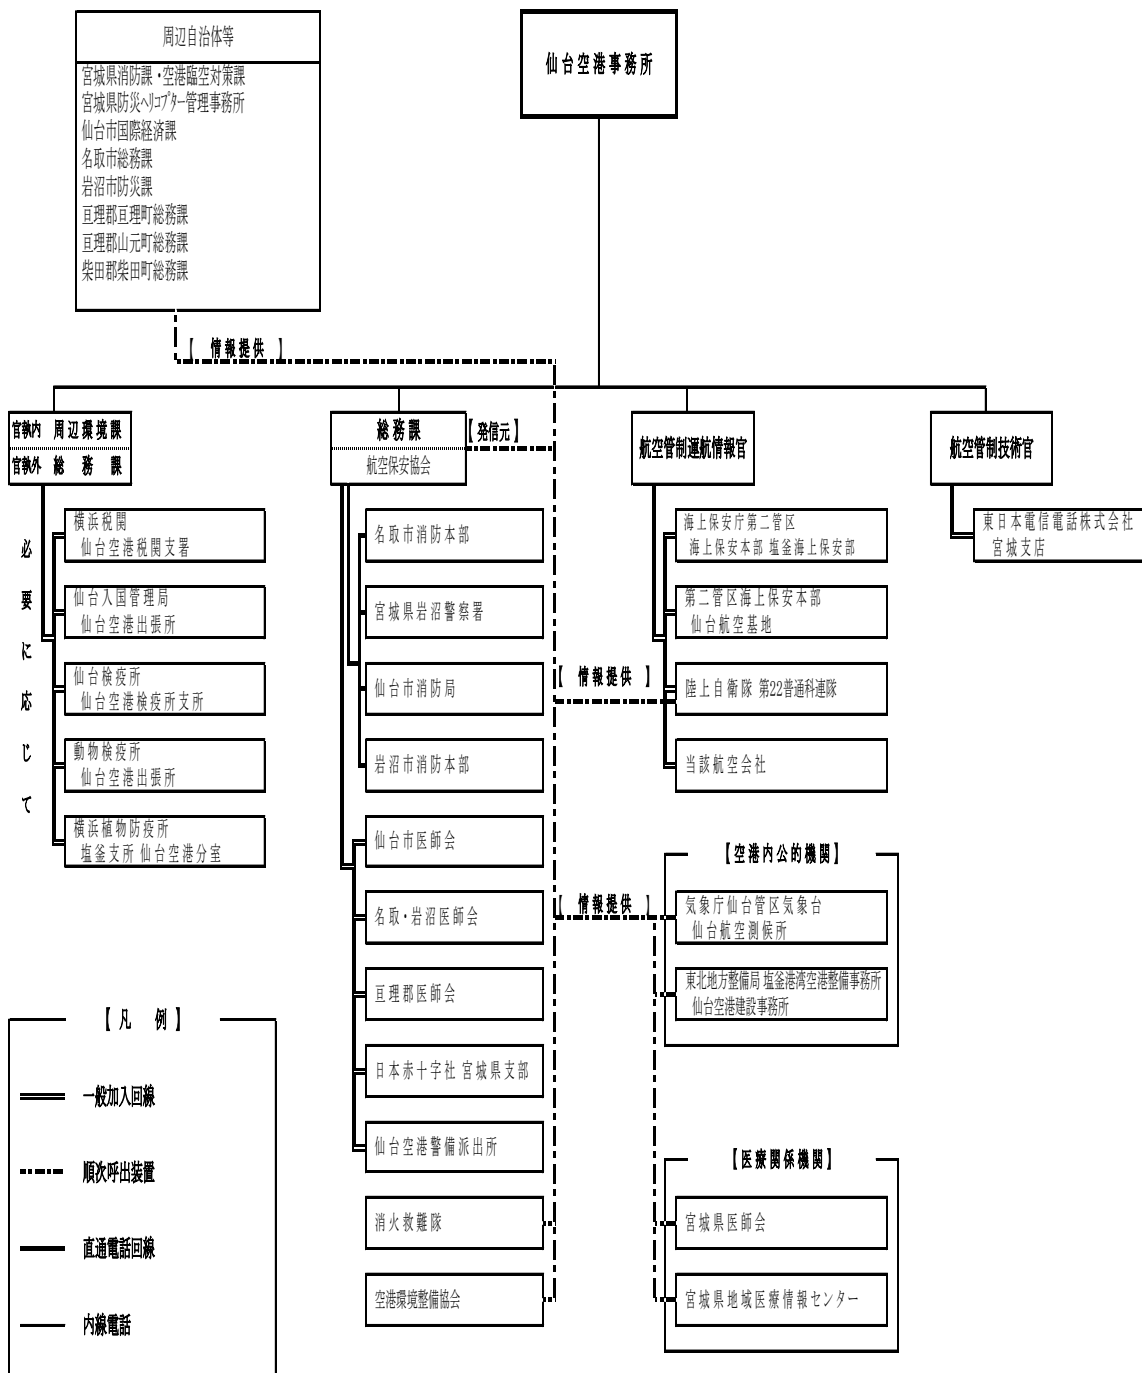 周辺自治体等
宮城県消防課・空港臨空対策課
宮城県防災ヘリコプター管理事務所
仙台市国際経済課
名取市総務課
岩沼市防災課
亘理郡亘理町総務課
亘理郡山元町総務課
柴田郡柴田町総務課
仙台空港事務所
【 情報提供 】
官執内 周辺環境課
官執外 総務課
必要に応じて
横浜税関
仙台空港税関支署
仙台入国管理局
仙台空港出張所
仙台検疫所
仙台空港検疫所支所
動物検疫所
仙台空港出張所
横浜植物防疫所
塩釜支所 仙台空港分室
総務課
航空保安協会
【発信元】
名取市消防本部
宮城県岩沼警察署
仙台市消防局
岩沼市消防本部
仙台市医師会
名取・岩沼医師会
亘理郡医師会
日本赤十字社 宮城県支部
仙台空港警備派出所
消火救難隊
空港環境整備協会
航空管制運航情報官
海上保安庁第二管区
海上保安本部 塩釜海上保安部
第二管区海上保安本部
仙台航空基地
【 情報提供 】
陸上自衛隊 第22普通科連隊
当該航空会社
【空港内公的機関】
【 情報提供 】
気象庁仙台管区気象台
仙台航空測候所
東北地方整備局 塩釜港湾空港整備事務所
仙台空港建設事務所
【医療関係機関】
宮城県医師会
宮城県地域医療情報センター
航空管制技術官
東日本電信電話株式会社
宮城支店
【凡 例】
一般加入回線
順次呼出装置
直通電話回線
内線電話